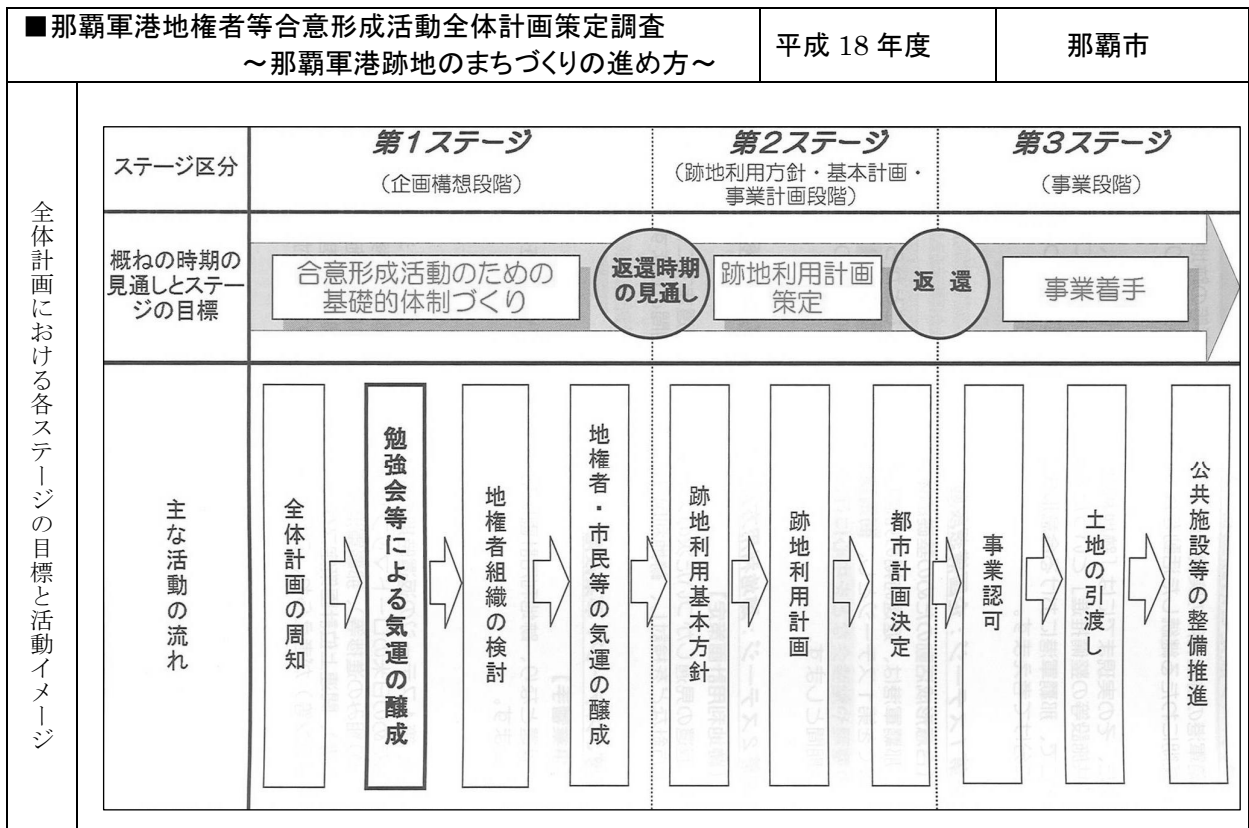 ■那覇軍港地権者等合意形成活動全体計画策定調査
～那覇軍港跡地のまちづくりの進め方～
平成 18 年度
那覇市
全体計画における各ステージの目標と活動イメージ
ステージ区分
第1ステージ
（企画構想段階）
第2ステージ
（跡地利用方針・基本計画・
事業計画段階）
第3ステージ
（事業段階）
概ねの時期の
見通しとステー
ジの目標
合意形成活動のための
基礎的体制づくり
返還時期
の見通し
跡地利用計画
策定
返 還
事業着手
主な活動の流れ
全体計画の周知
勉強会等による気運の醸成
地権者組織の検討
地権者・市民等の気運の醸成
跡地利用基本方針
跡地利用計画
都市計画決定
事業認可
土地の引渡し
公共施設等の整備推進